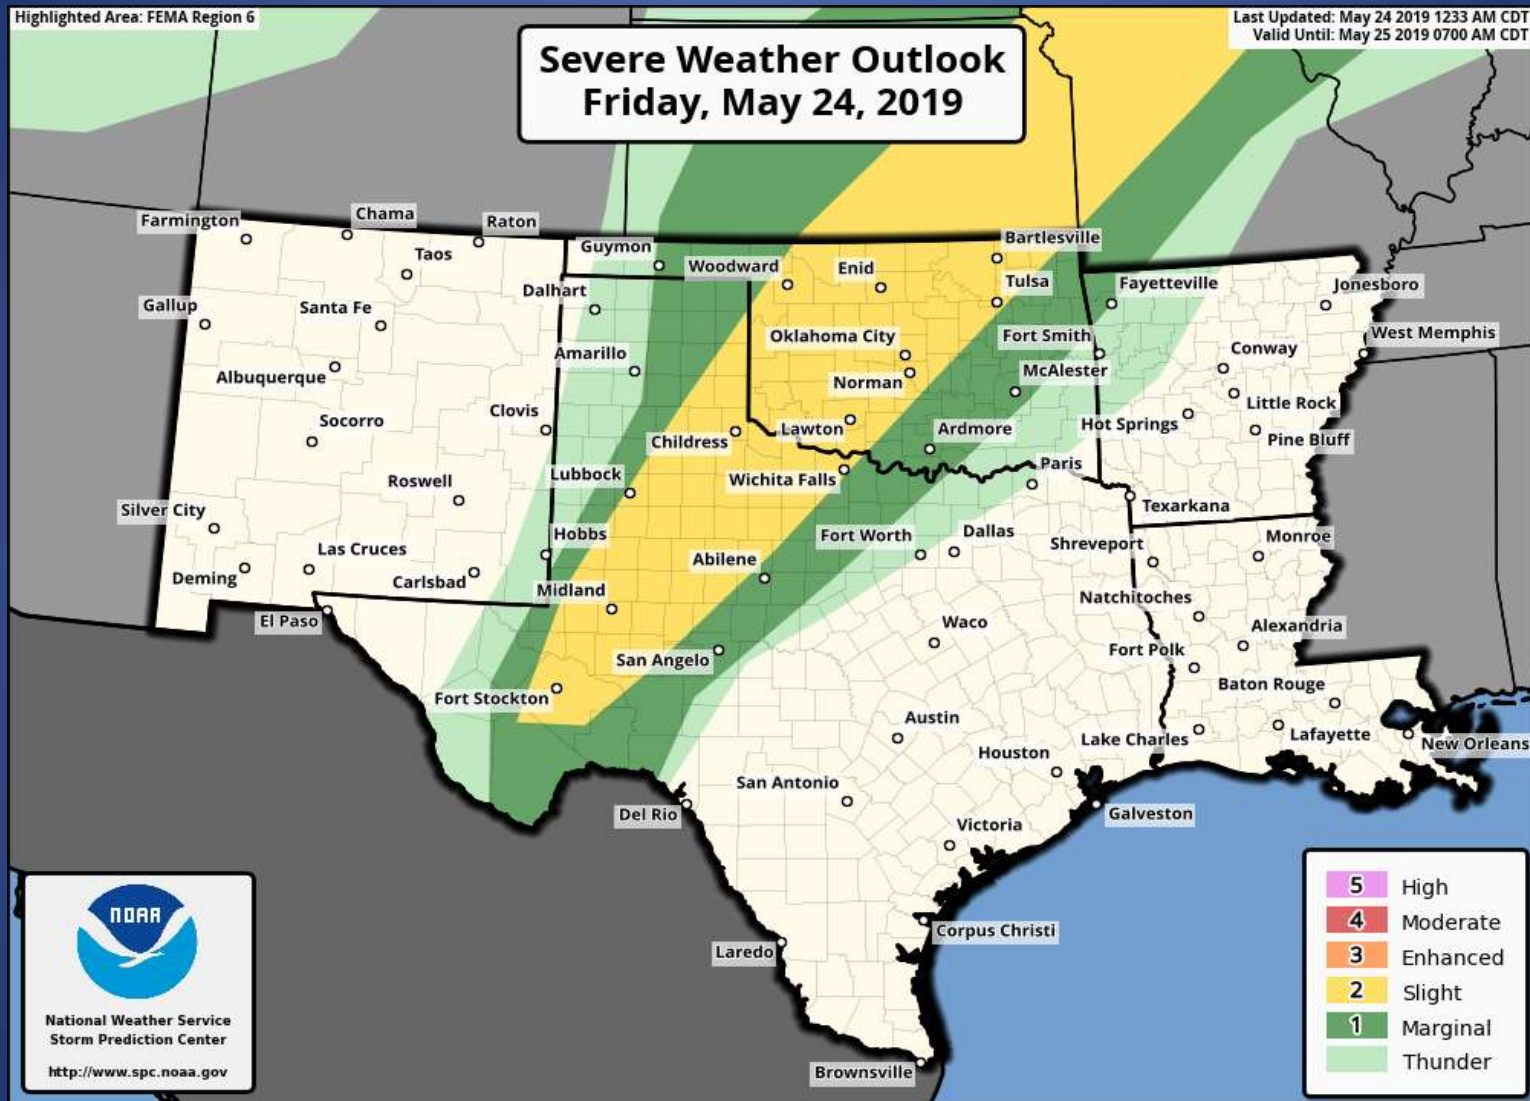 Highlighted Area: FEMA Region 6
Last Updated: May 24 2019 1233 AM CDT
Valid Until: May 25 2019 0700 AM CDT
Severe Weather Outlook
Friday, May 24, 2019
Farmington
Chama
Raton
Taos
Guymon
Woodward
Enid
Bartlesville
Tulsa
Fayetteville
Jonesboro
Gallup
Santa Fe
Dalhart
Oklahoma City
Fort Smith
West Memphis
Albuquerque
Amarillo
Norman
McAlester
Conway
Little Rock
Socorro
Clovis
Childress
Lawton
Ardmore
Hot Springs
Pine Bluff
Roswell
Lubbock
Wichita Falls
Paris
Texarkana
Silver City
Hobbs
Fort Worth
Dallas
Shreveport
Monroe
Las Cruces
Deming
Carlsbad
Midland
Abilene
Natchitoches
El Paso
Waco
Alexandria
San Angelo
Fort Polk
Fort Stockton
Baton Rouge
Austin
Lake Charles
Lafayette
New Orleans
Houston
San Antonio
Del Rio
Victoria
Galveston
Corpus Christi
Laredo
Brownsville
NOAA
National Weather Service
Storm Prediction Center
http://www.spc.noaa.gov
5 High
4 Moderate
3 Enhanced
2 Slight
1 Marginal
Thunder